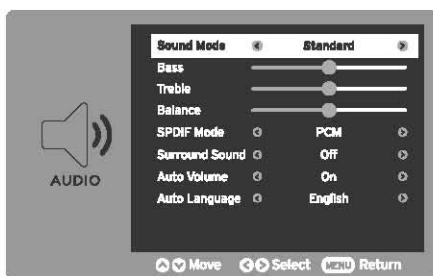 Sound Mode Standard
Bass
Treble
Balance
SPDIF Mode PCM
Surround Sound Off
Auto Volume On
Auto Language English
AUDIO
Move Select MENU Return